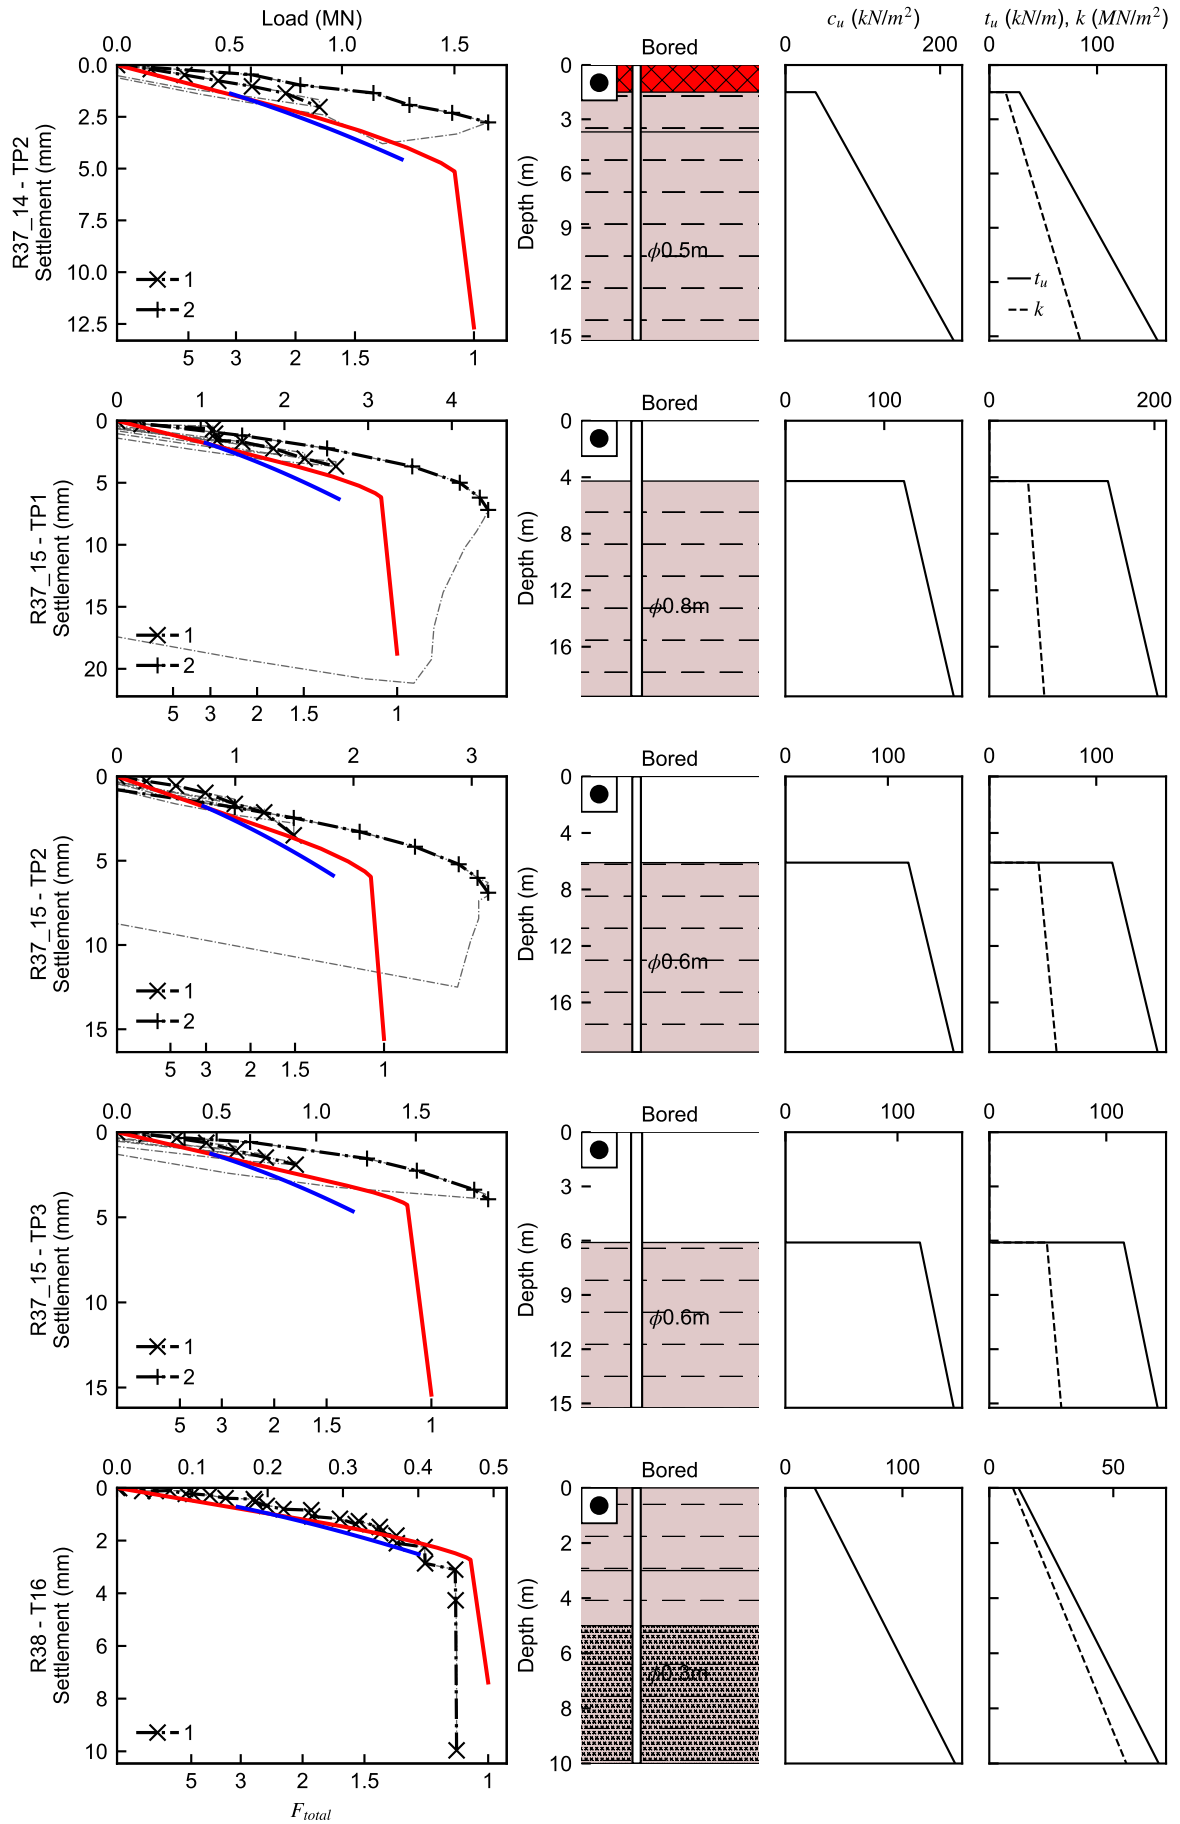 Load (MN)
c_u (kN/m²)
t_u (kN/m), k (MN/m²)
0.0 0.5 1.0 1.5
Bored
0 200
0 100
0.0
2.5
5.0
7.5
10.0
12.5
R37_14 - TP2
Settlement (mm)
1
2
5 3 2 1.5 1
0
3
6
9
12
15
Depth (m)
ϕ0.5m
t_u
k
0 1 2 3 4
Bored
0 100
0 200
0
5
10
15
20
R37_15 - TP1
Settlement (mm)
1
2
5 3 2 1.5 1
0
4
8
12
16
Depth (m)
ϕ0.8m
0 1 2 3
Bored
0 100
0 100
0
5
10
15
R37_15 - TP2
Settlement (mm)
1
2
5 3 2 1.5 1
0
4
8
12
16
Depth (m)
ϕ0.6m
0.0 0.5 1.0 1.5
Bored
0 100
0 100
0
5
10
15
R37_15 - TP3
Settlement (mm)
1
2
5 3 2 1.5 1
0
3
6
9
12
15
Depth (m)
ϕ0.6m
0.0 0.1 0.2 0.3 0.4 0.5
Bored
0 100
0 50
0
2
4
6
8
10
R38 - T16
Settlement (mm)
1
5 3 2 1.5 1
F_total
0
2
4
6
8
10
Depth (m)
ϕ0.3m